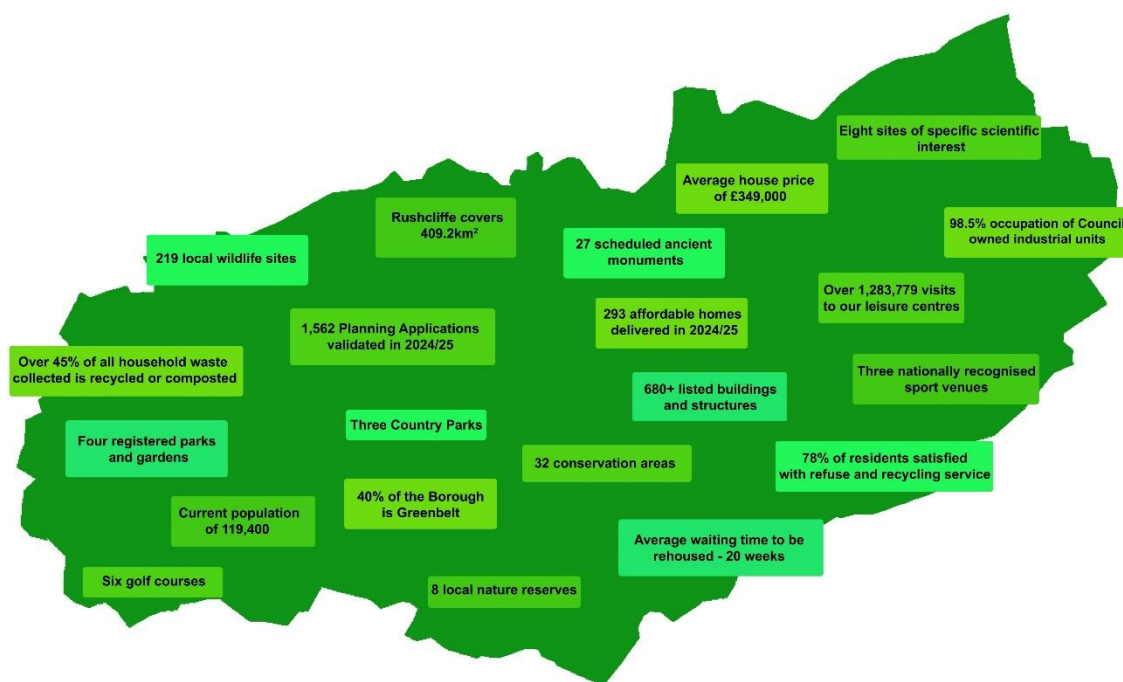 Eight sites of specific scientific
interest
Average house price
of £349,000
Rushcliffe covers
409.2km²
98.5% occupation of Council
owned industrial units
219 local wildlife sites
27 scheduled ancient
monuments
Over 1,283,779 visits
to our leisure centres
1,562 Planning Applications
validated in 2024/25
293 affordable homes
delivered in 2024/25
Over 45% of all household waste
collected is recycled or composted
Three nationally recognised
sport venues
680+ listed buildings
and structures
Three Country Parks
Four registered parks
and gardens
32 conservation areas
78% of residents satisfied
with refuse and recycling service
40% of the Borough
is Greenbelt
Current population
of 119,400
Average waiting time to be
rehoused - 20 weeks
Six golf courses
8 local nature reserves